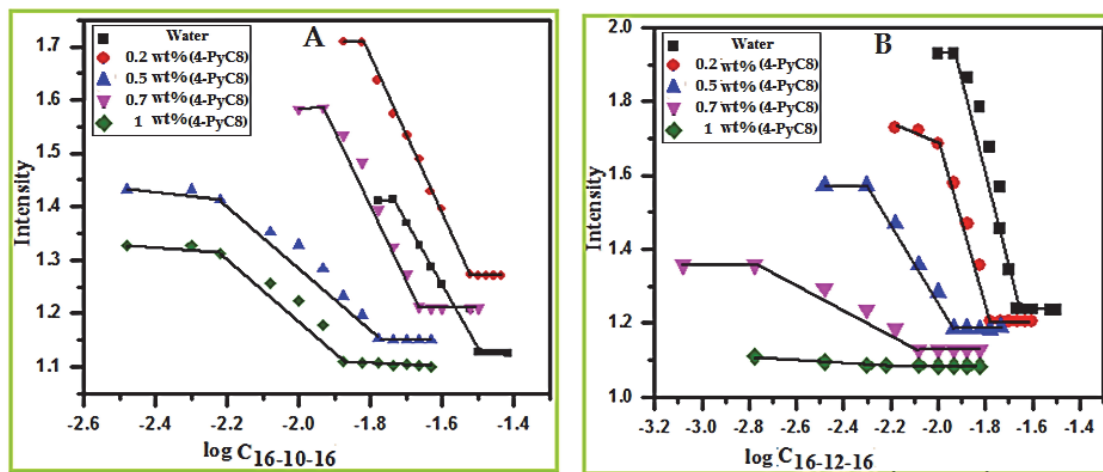 A
Water
0.2 wt%(4-PyC8)
0.5 wt%(4-PyC8)
0.7 wt%(4-PyC8)
1 wt%(4-PyC8)
Intensity
1.7
1.6
1.5
1.4
1.3
1.2
1.1
-2.6 -2.4 -2.2 -2.0 -1.8 -1.6 -1.4
log C16-10-16
B
Water
0.2 wt%(4-PyC8)
0.5 wt%(4-PyC8)
0.7 wt%(4-PyC8)
1 wt%(4-PyC8)
Intensity
2.0
1.8
1.6
1.4
1.2
1.0
-3.2 -3.0 -2.8 -2.6 -2.4 -2.2 -2.0 -1.8 -1.6 -1.4
log C16-12-16